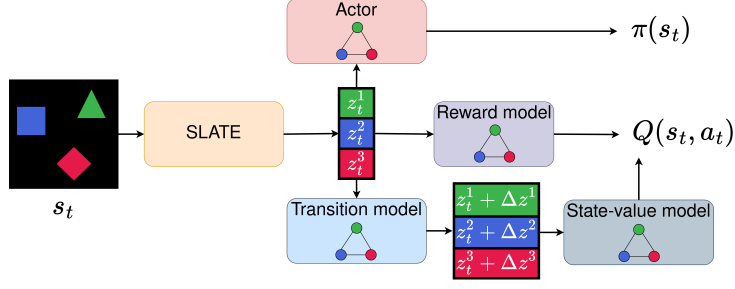 Actor
π(s_t)
z_t^1
SLATE
z_t^2
Reward model
Q(s_t, a_t)
z_t^3
s_t
Transition model
z_t^1 + Δz^1
State-value model
z_t^2 + Δz^2
z_t^3 + Δz^3